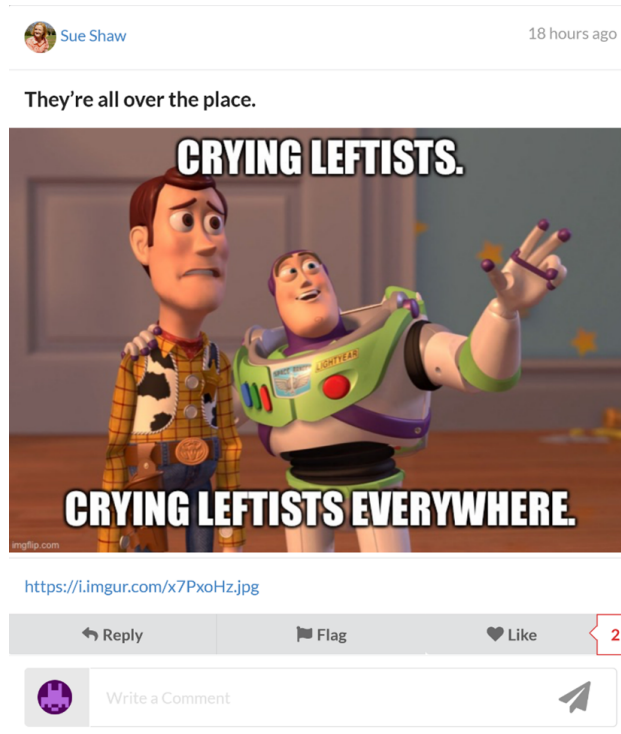 Sue Shaw
18 hours ago
They’re all over the place.
CRYING LEFTISTS.
LIGHTYEAR
CRYING LEFTISTS EVERYWHERE.
imgflip.com
https://i.imgur.com/x7PxoHz.jpg
Reply
Flag
Like
2
Write a Comment